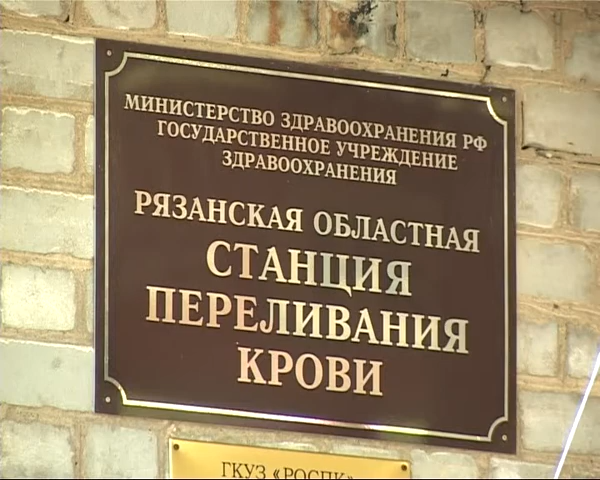 МИНИСТЕРСТВО ЗДРАВООХРАНЕНИЯ РФ
ГОСУДАРСТВЕННОЕ УЧРЕЖДЕНИЕ
ЗДРАВООХРАНЕНИЯ
РЯЗАНСКАЯ ОБЛАСТНАЯ
СТАНЦИЯ
ПЕРЕЛИВАНИЯ
КРОВИ
ГКУЗ «РОСПК»